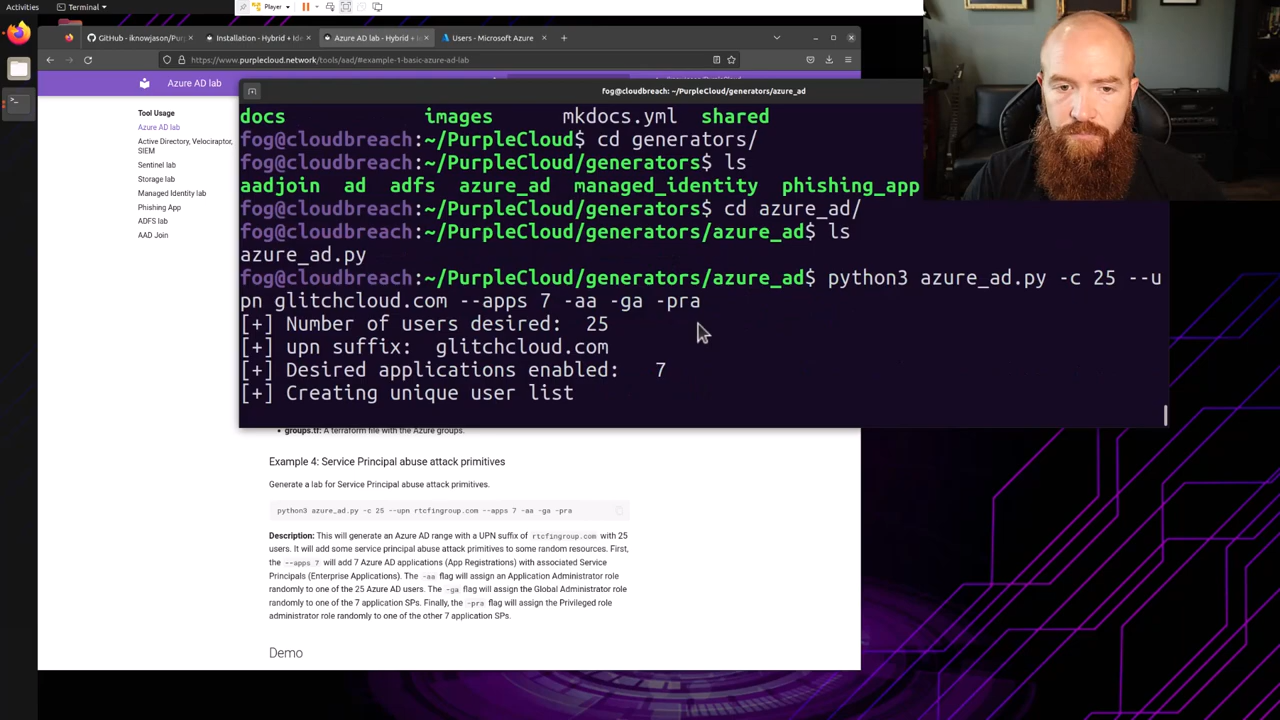 Activities
Terminal
Player
GitHub - iknowjason/Pur
Installation - Hybrid + Ide
Azure AD lab - Hybrid + I
Users - Microsoft Azure
https://www.purplecloud.network/tools/aad/#example-1-basic-azure-ad-lab
Azure AD lab
Tool Usage
Azure AD lab
Active Directory, Velociraptor,
SIEM
Sentinel lab
Storage lab
Managed Identity lab
Phishing App
ADFS lab
AAD Join
fog@cloudbreach: ~/PurpleCloud/generators/azure_ad
docs images mkdocs.yml shared
fog@cloudbreach:~/PurpleCloud$ cd generators/
fog@cloudbreach:~/PurpleCloud/generators$ ls
aadjoin ad adfs azure_ad managed_identity phishing_app
fog@cloudbreach:~/PurpleCloud/generators$ cd azure_ad/
fog@cloudbreach:~/PurpleCloud/generators/azure_ad$ ls
azure_ad.py
fog@cloudbreach:~/PurpleCloud/generators/azure_ad$ python3 azure_ad.py -c 25 --u
pn glitchcloud.com --apps 7 -aa -ga -pra
[+] Number of users desired: 25
[+] upn suffix: glitchcloud.com
[+] Desired applications enabled: 7
[+] Creating unique user list
groups.tf: A terraform file with the Azure groups.
Example 4: Service Principal abuse attack primitives
Generate a lab for Service Principal abuse attack primitives.
python3 azure_ad.py -c 25 --upn rtcfingroup.com --apps 7 -aa -ga -pra
Description: This will generate an Azure AD range with a UPN suffix of rtcfingroup.com with 25
users. It will add some service principal abuse attack primitives to some random resources. First,
the --apps 7 will add 7 Azure AD applications (App Registrations) with associated Service
Principals (Enterprise Applications). The -aa flag will assign an Application Administrator role
randomly to one of the 25 Azure AD users. The -ga flag will assign the Global Administrator role
randomly to one of the 7 application SPs. Finally, the -pra flag will assign the Privileged role
administrator role randomly to one of the other 7 application SPs.
Demo